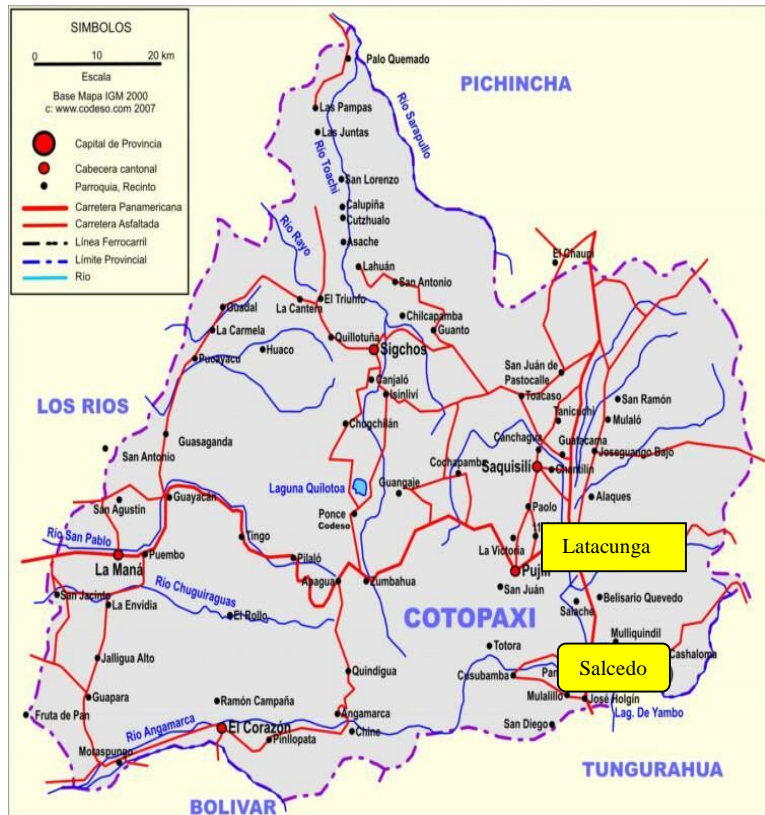 SIMBOLOS
0 10 20 km
Escala
Base Mapa IGM 2000
c: www.codeso.com 2007
Capital de Provincia
Cabecera cantonal
Parroquia, Recinto
Carretera Panamericana
Carretera Asfaltada
Línea Ferrocarril
Límite Provincial
Río
Palo Quemado
PICHINCHA
Las Pampas
Río Sarapullo
Las Juntas
Río Toachi
San Lorenzo
Calupiña
Cutzhualo
Río Rayo
Asache
El Chaupi
Lahuán
San Antonio
La Cantera
El Triunfo
Guadal
Chilcapamba
La Carmela
Quillotuña
Guanto
Huaco
Sigchos
Pucayacu
San Juán de
Pastocalle
Canjaló
Isinliví
Toacaso
San Ramón
LOS RIOS
Tanicuchi
Mulaló
Chogchilán
Guasaganda
Canchagua
Guaracama
San Antonio
Joseguango Bajo
Cochapamba
Saquisilí
Chantilín
Laguna Quilotoa
Guangaje
San Agustín
Guayacán
Alaques
Paolo
Ponce
Codeso
Río San Pablo
Tingo
La Victoria
11
Latacunga
La Maná
Puembo
Pilaló
Pujilí
Apagua
Zumbahua
San Juán
San Jacinto
Río Chuguiraguas
La Envidia
Belisario Quevedo
Salache
El Rollo
COTOPAXI
Mulliquindil
Totora
Cashaloma
Jalligua Alto
Salcedo
Pan
Quindigua
Cusubamba
Guapara
Ramón Campaña
Mulalillo
José Holgín
Fruta de Pan
Angamarca
Lag. De Yambo
Río Angamarca
El Corazón
San Diego
Chine
Pinllopata
Moraspungo
TUNGURAHUA
BOLIVAR